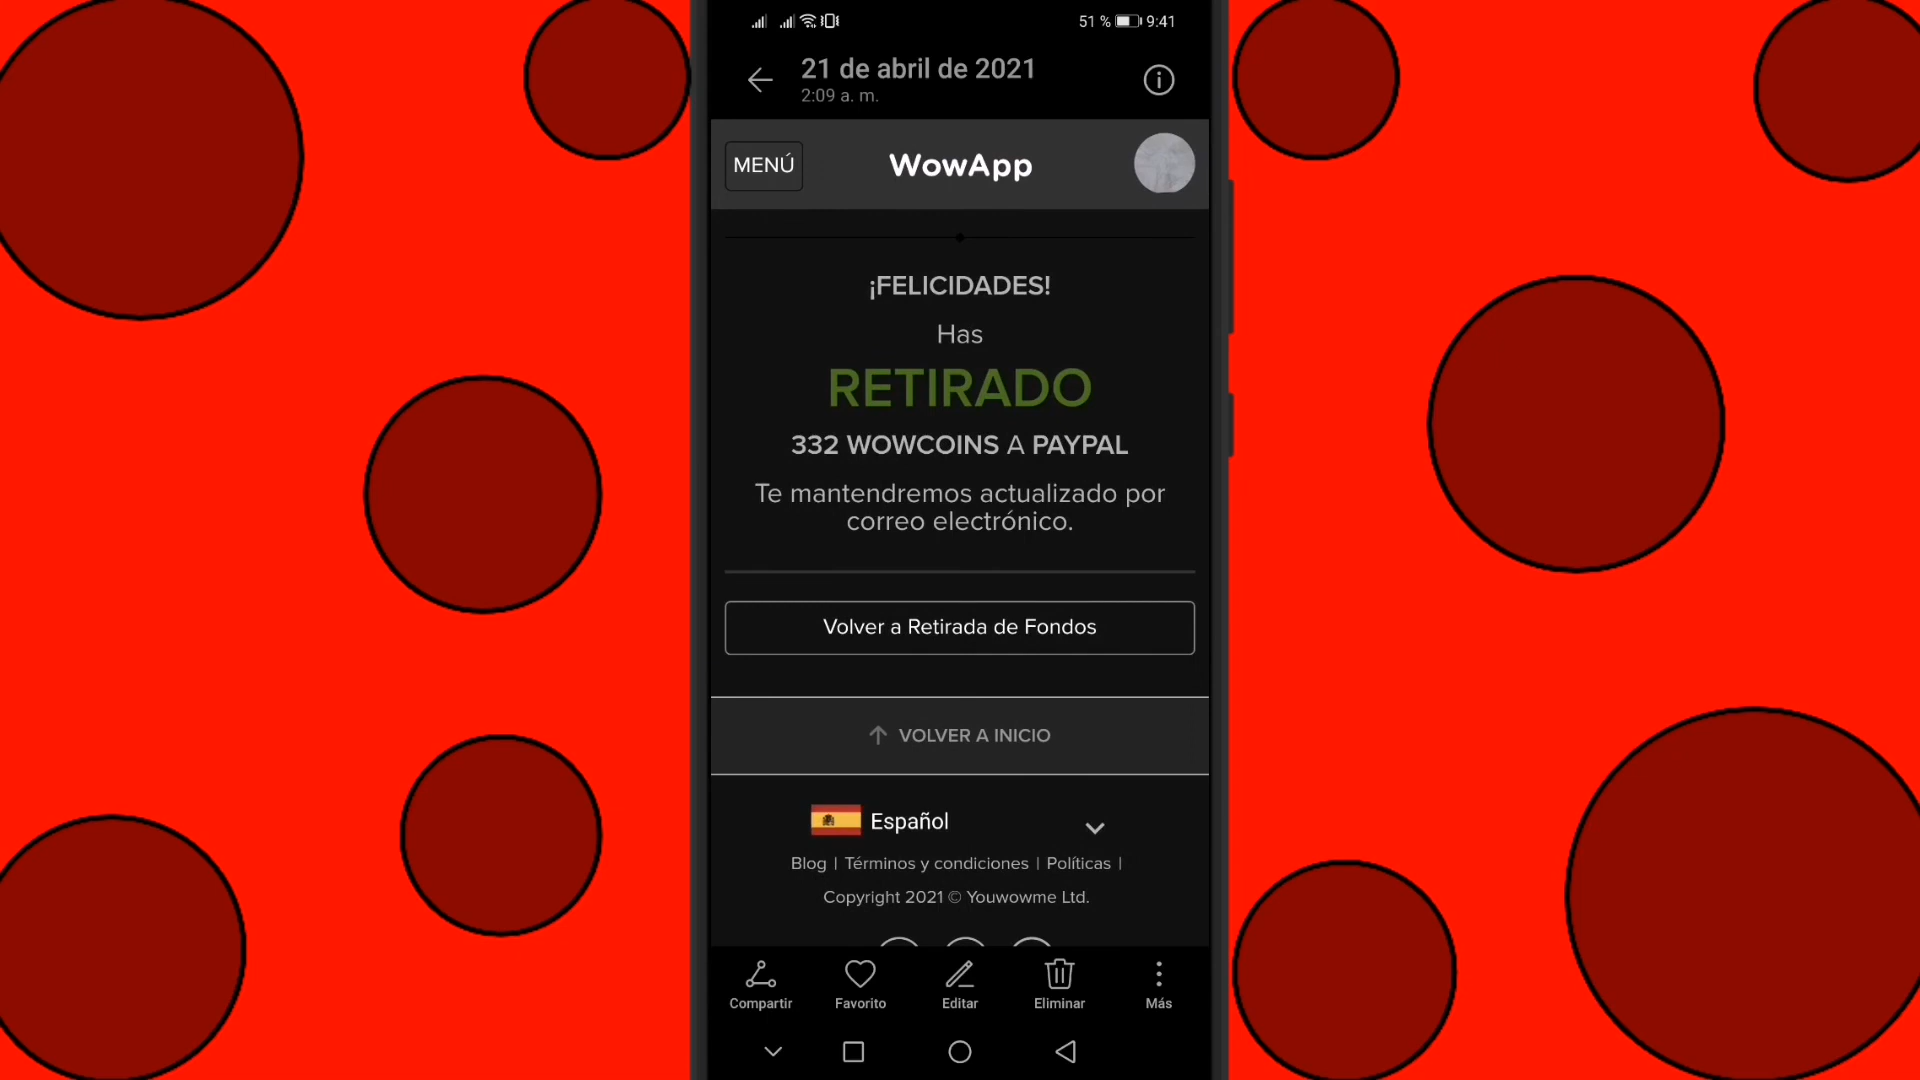 51 % 9:41
21 de abril de 2021
2:09 a. m.
MENÚ
WowApp
¡FELICIDADES!
Has
RETIRADO
332 WOWCOINS A PAYPAL
Te mantendremos actualizado por
correo electrónico.
Volver a Retirada de Fondos
VOLVER A INICIO
Español
Blog | Términos y condiciones | Políticas |
Copyright 2021 © Youwowme Ltd.
Compartir Favorito Editar Eliminar Más